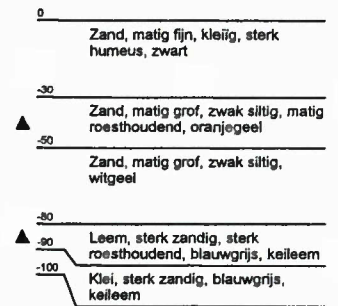 0
Zand, matig fijn, kleiïg, sterk
humeus, zwart
-30
Zand, matig grof, zwak siltig, matig
roesthoudend, oranjegeel
-50
Zand, matig grof, zwak siltig,
witgeel
-80
Leem, sterk zandig, sterk
roesthoudend, blauwgrijs, keileem
-90
-100
Klei, sterk zandig, blauwgrijs,
keileem